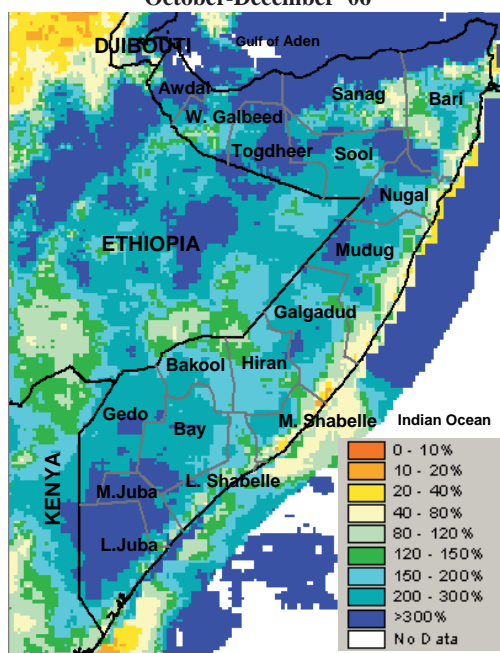 October-December '06
DJIBOUTI
Gulf of Aden
Awdal
Sanag
Bari
W. Galbeed
Togdheer
Sool
Nugal
ETHIOPIA
Mudug
Galgadud
Bakool
Hiran
Gedo
Bay
M. Shabelle
Indian Ocean
KENYA
M.Juba
L. Shabelle
L.Juba
0 - 10%
10 - 20%
20 - 40%
40 - 80%
80 - 120%
120 - 150%
150 - 200%
200 - 300%
>300%
No Data